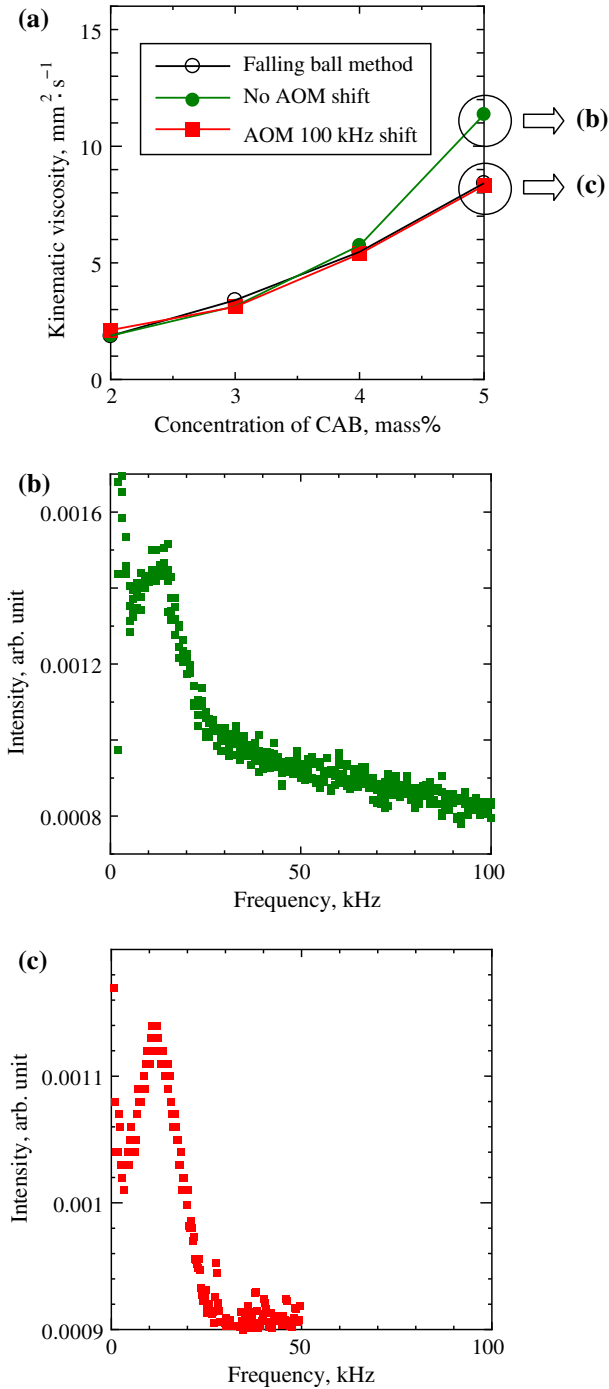 (a)
15
10
5
0
Kinematic viscosity, mm²·s⁻¹
Falling ball method
No AOM shift
AOM 100 kHz shift
(b)
(c)
2 3 4 5
Concentration of CAB, mass%
(b)
0.0016
0.0012
0.0008
Intensity, arb. unit
0 50 100
Frequency, kHz
(c)
0.0011
0.001
0.0009
Intensity, arb. unit
0 50 100
Frequency, kHz